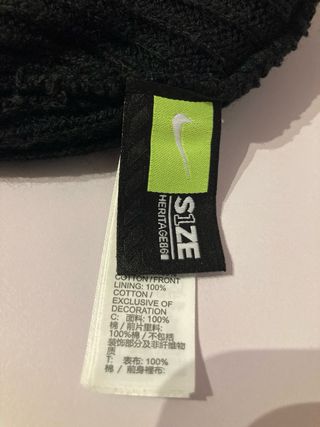 S1ZE
HERITAGE86
COTTON / FRONT
LINING: 100%
COTTON /
EXCLUSIVE OF
DECORATION
C: 面料: 100%
棉 / 前片里料:
100%棉 / 不包括
装饰部分及非纤维物
质
T: 表布: 100%
棉 / 前身裡布: